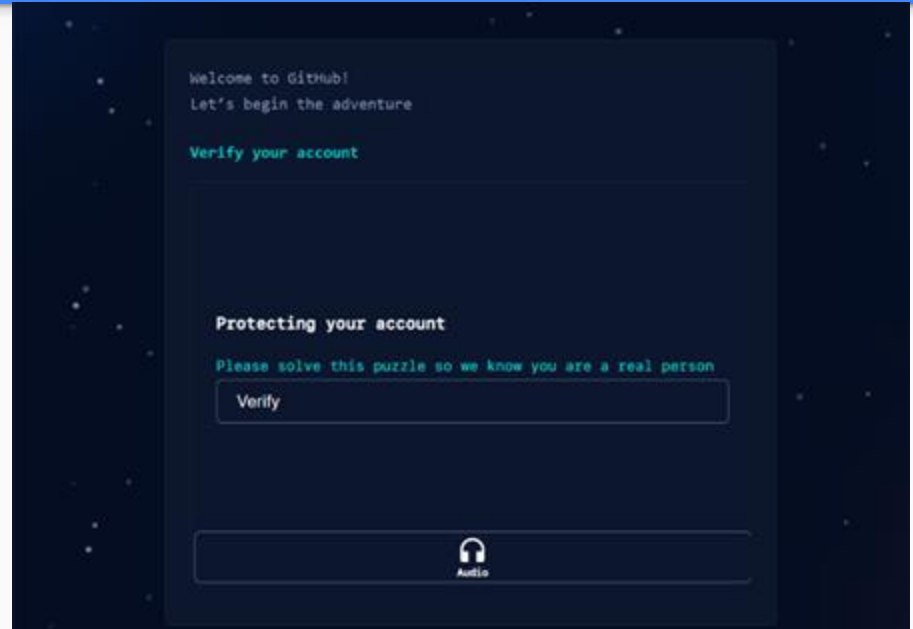 Welcome to GitHub!
Let's begin the adventure
Verify your account
Protecting your account
Please solve this puzzle so we know you are a real person
Verify
Audio